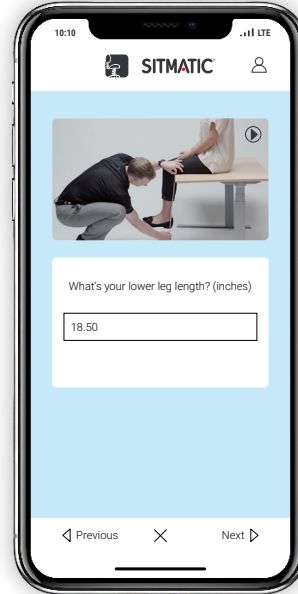 10:10
LTE
SITMATIC
What's your lower leg length? (inches)
18.50
Previous
Next